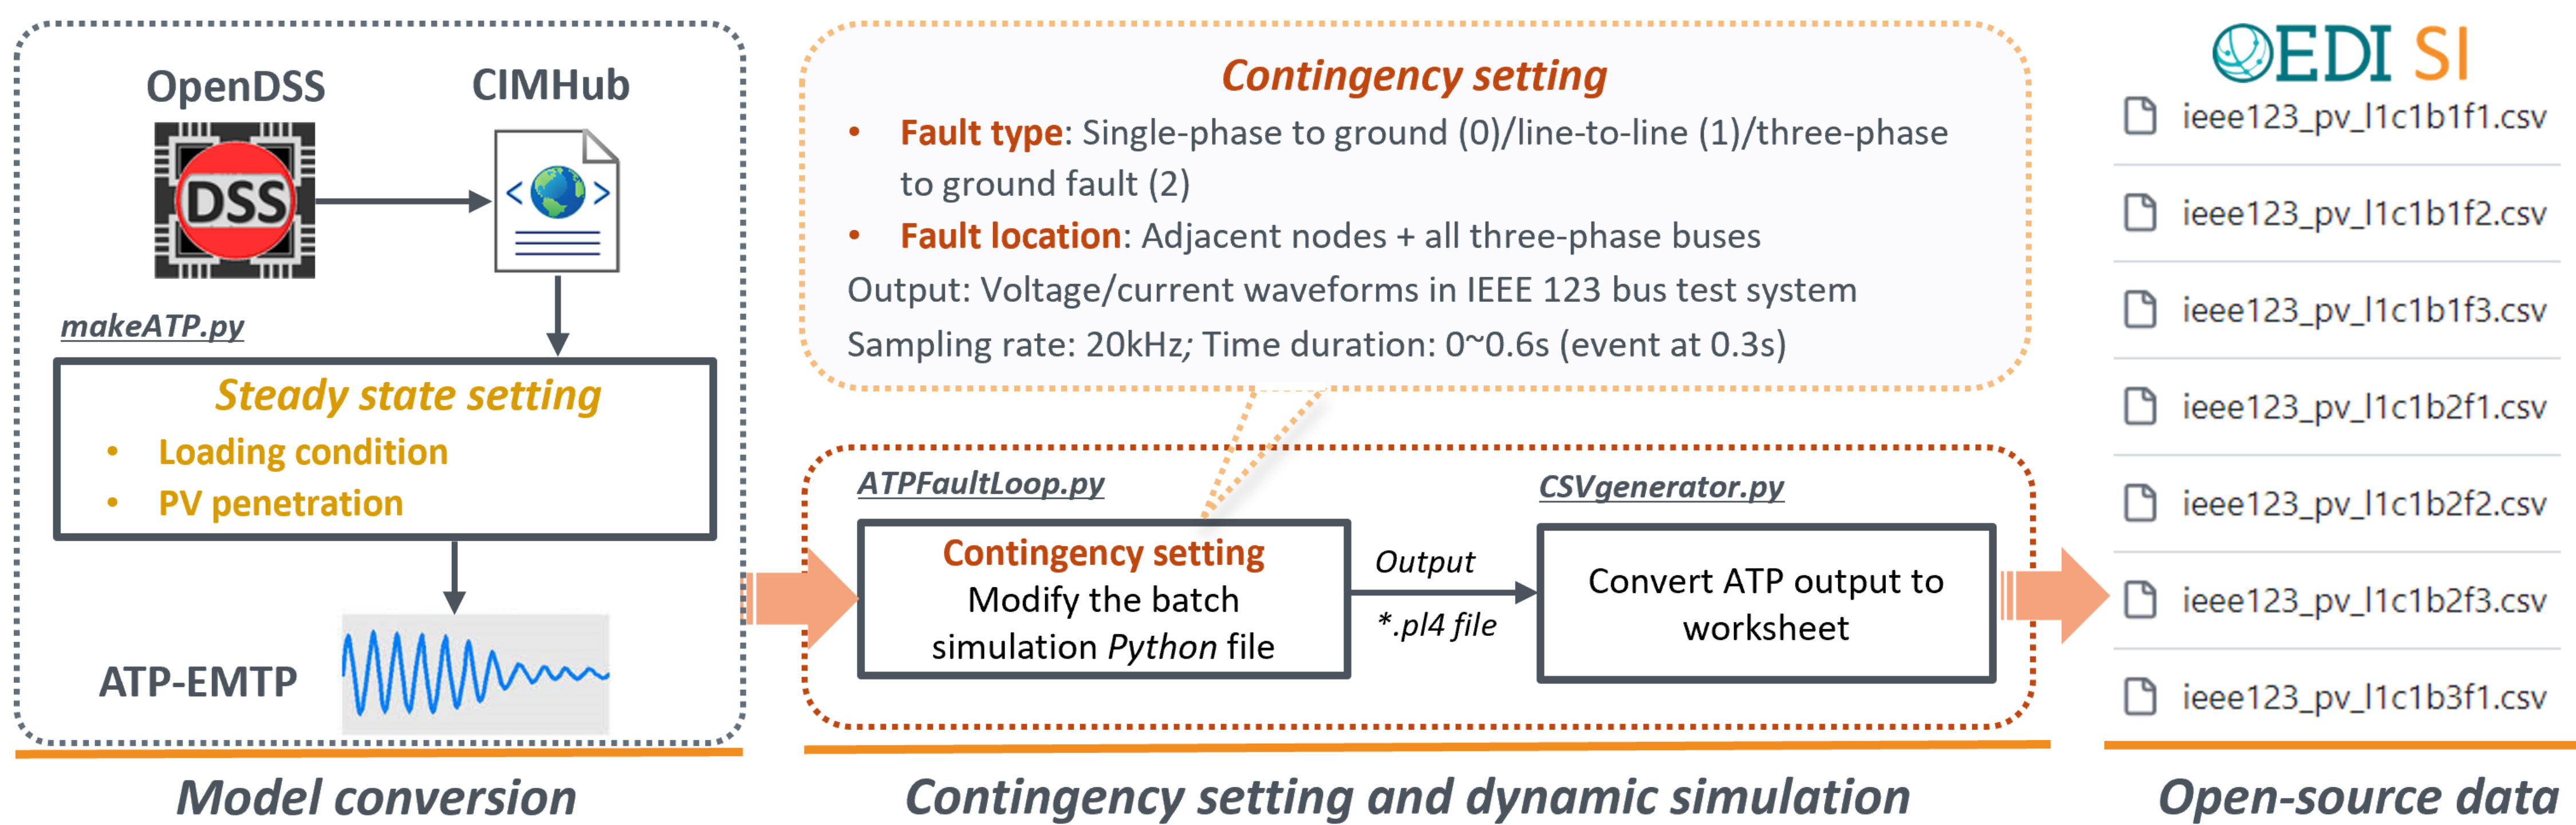 OpenDSS
CIMHub
DSS
< >
makeATP.py
Steady state setting
• Loading condition
• PV penetration
ATP-EMTP
Model conversion
Contingency setting
• Fault type: Single-phase to ground (0)/line-to-line (1)/three-phase
to ground fault (2)
• Fault location: Adjacent nodes + all three-phase buses
Output: Voltage/current waveforms in IEEE 123 bus test system
Sampling rate: 20kHz; Time duration: 0~0.6s (event at 0.3s)
ATPFaultLoop.py
Contingency setting
Modify the batch
simulation Python file
Output
*.pl4 file
CSVgenerator.py
Convert ATP output to
worksheet
Contingency setting and dynamic simulation
OEDI SI
ieee123_pv_l1c1b1f1.csv
ieee123_pv_l1c1b1f2.csv
ieee123_pv_l1c1b1f3.csv
ieee123_pv_l1c1b2f1.csv
ieee123_pv_l1c1b2f2.csv
ieee123_pv_l1c1b2f3.csv
ieee123_pv_l1c1b3f1.csv
Open-source data